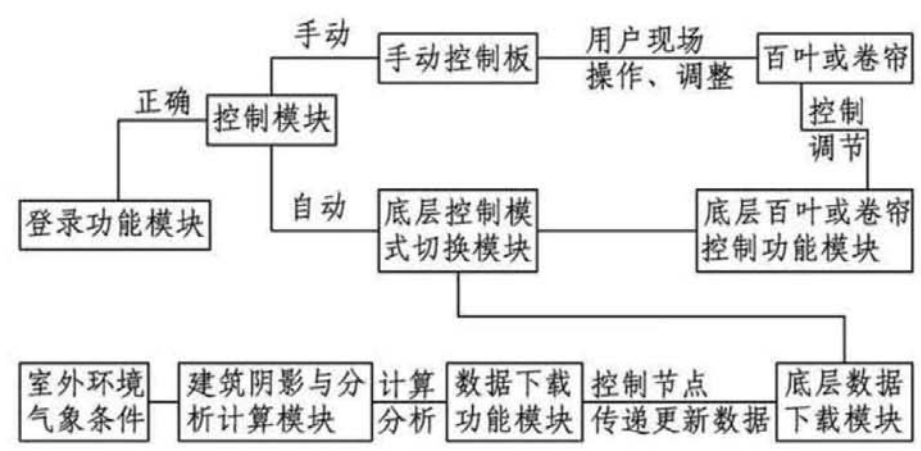 手动
手动控制板
用户现场
操作、调整
百叶或卷帘
正确
控制模块
控制
调节
登录功能模块
自动
底层控制模
式切换模块
底层百叶或卷帘
控制功能模块
室外环境
气象条件
建筑阴影与分
析计算模块
计算
分析
数据下载
功能模块
控制节点
传递更新数据
底层数据
下载模块